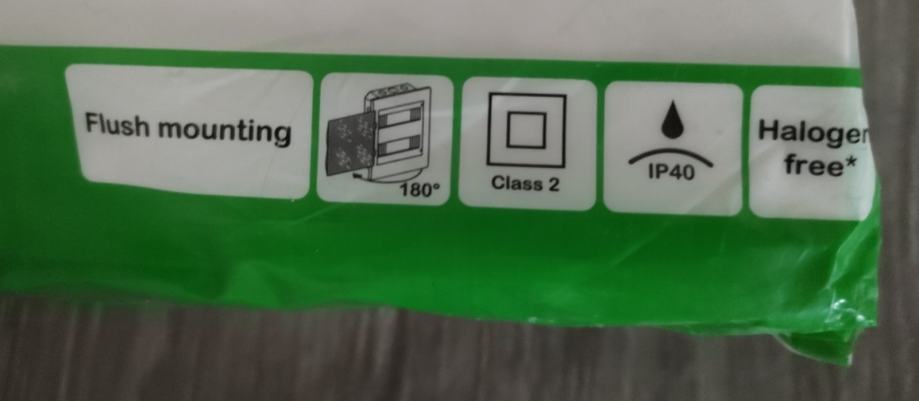 Flush mounting
180°
Class 2
IP40
Halogen
free*